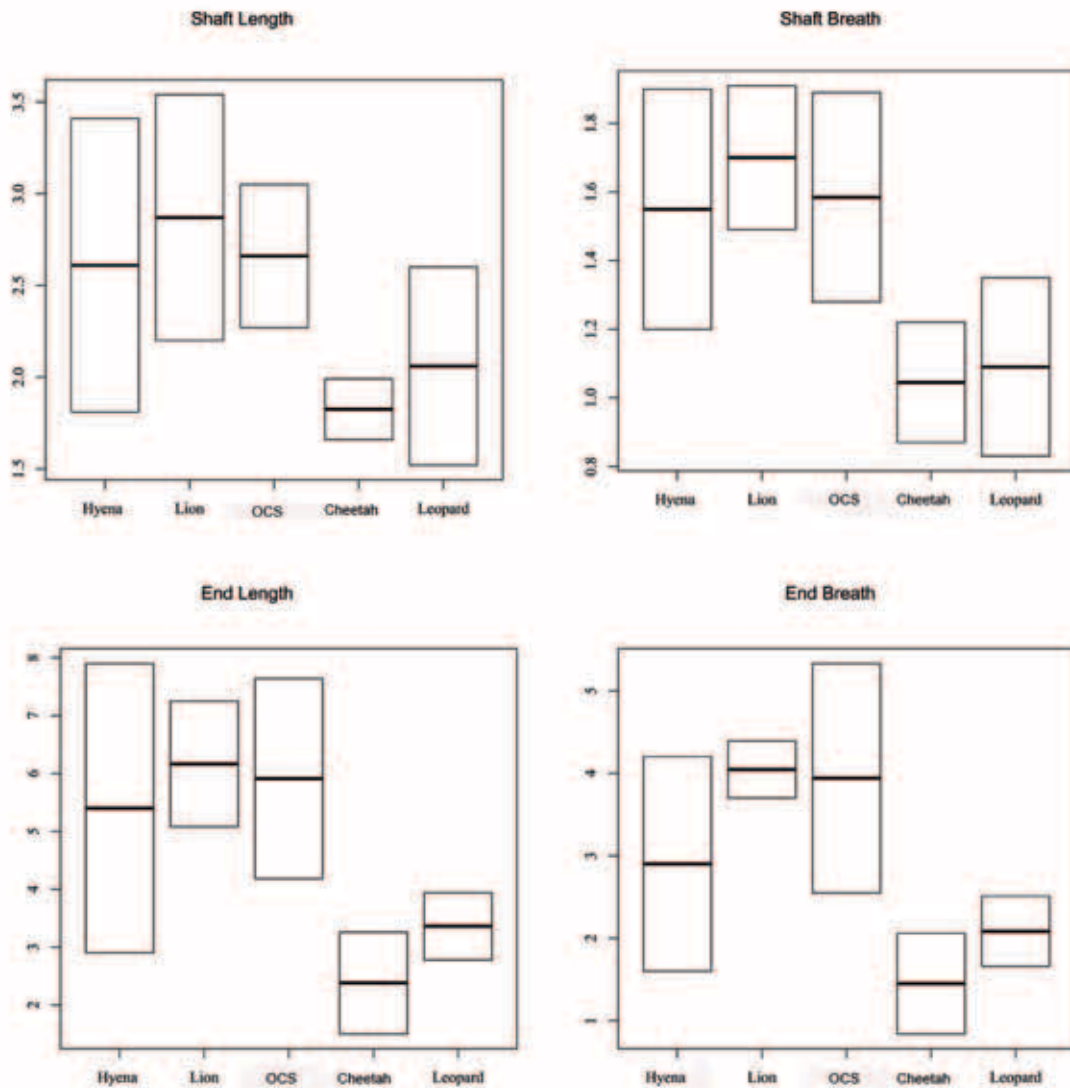 Shaft Length
3.5
3.0
2.5
2.0
1.5
Hyena Lion OCS Cheetah Leopard
Shaft Breath
1.8
1.6
1.4
1.2
1.0
0.8
Hyena Lion OCS Cheetah Leopard
End Length
8
7
6
5
4
3
2
Hyena Lion OCS Cheetah Leopard
End Breath
5
4
3
2
1
Hyena Lion OCS Cheetah Leopard